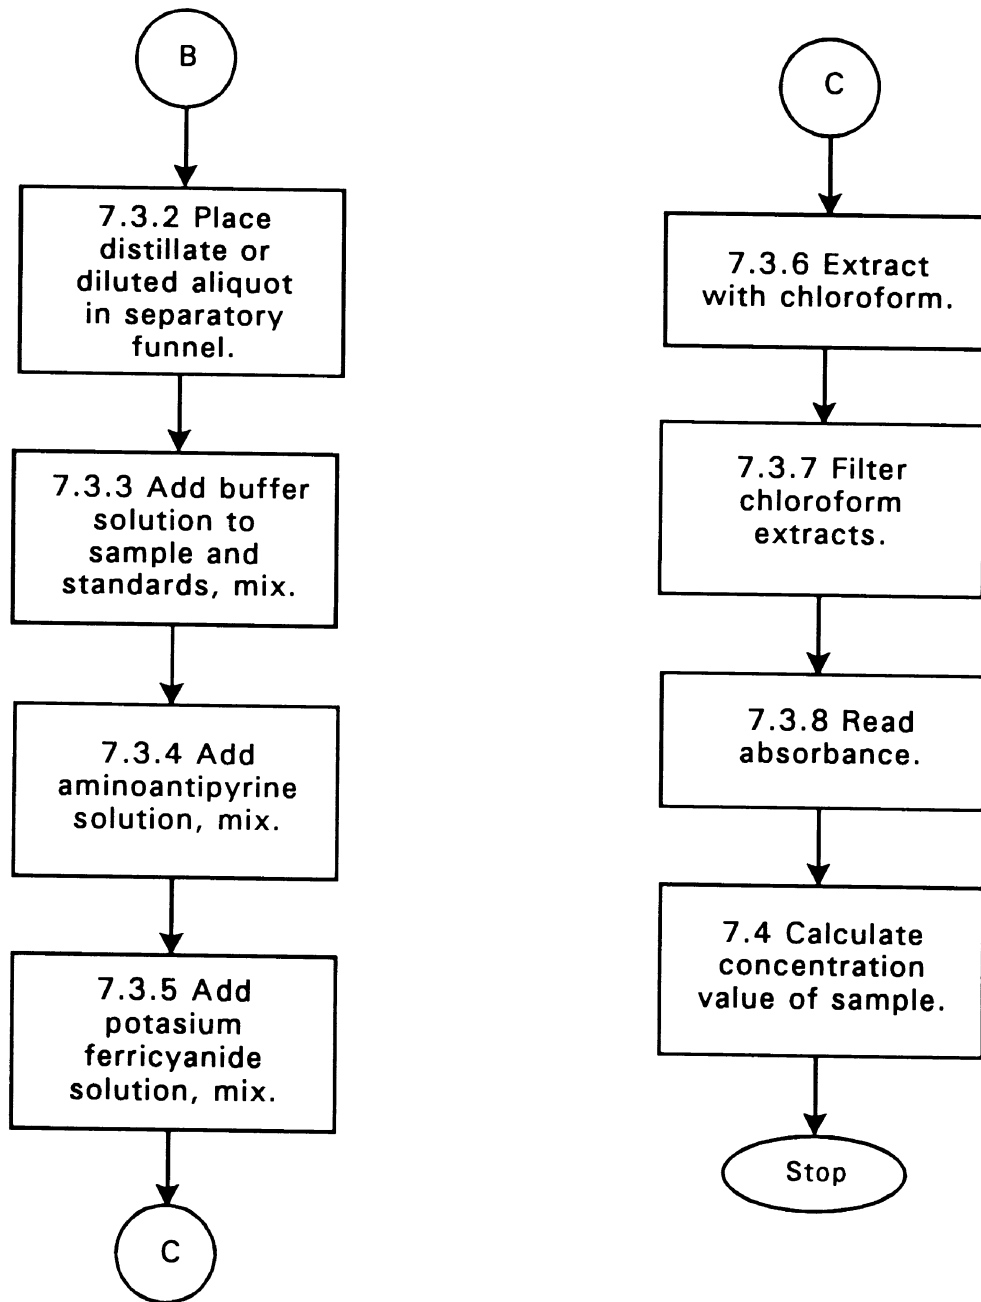 B
7.3.2 Place
distillate or
diluted aliquot
in separatory
funnel.
7.3.3 Add buffer
solution to
sample and
standards, mix.
7.3.4 Add
aminoantipyrine
solution, mix.
7.3.5 Add
potasium
ferricyanide
solution, mix.
C
C
7.3.6 Extract
with chloroform.
7.3.7 Filter
chloroform
extracts.
7.3.8 Read
absorbance.
7.4 Calculate
concentration
value of sample.
Stop